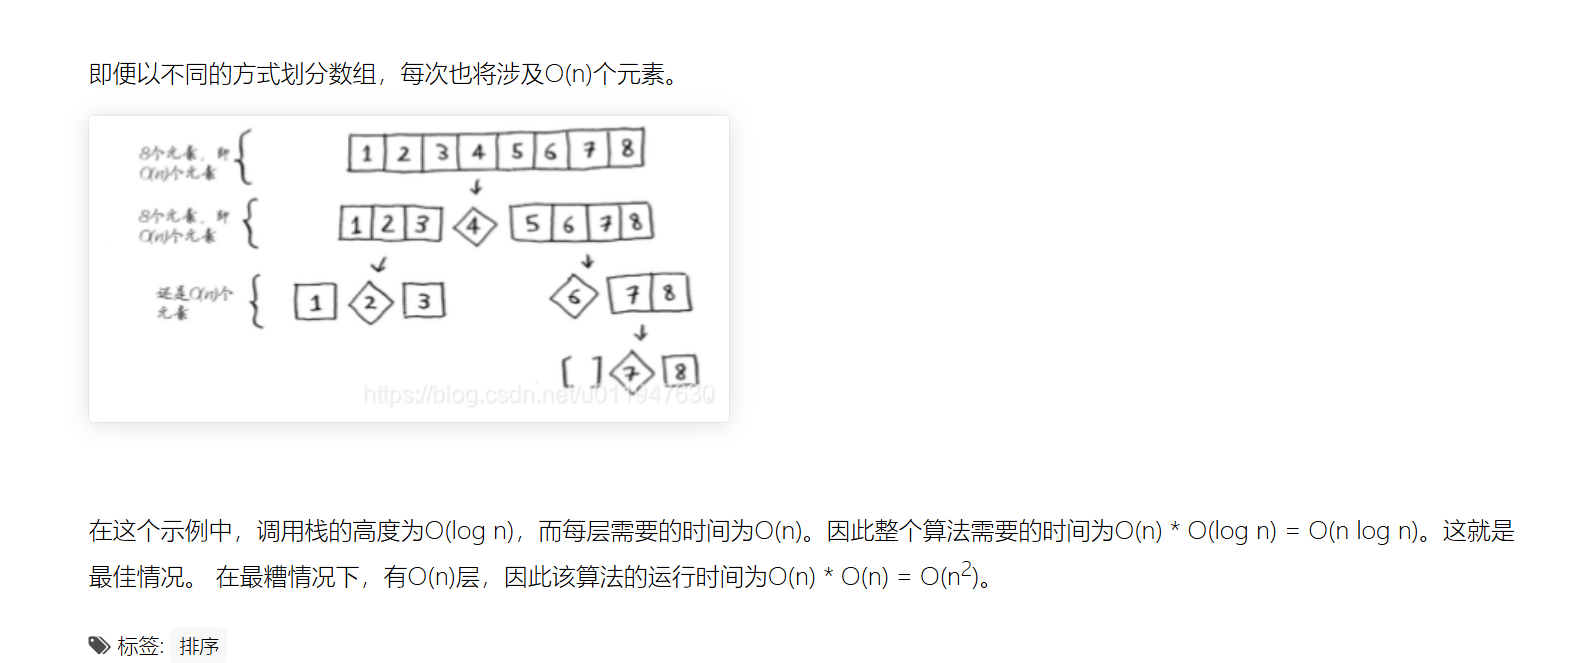 即便以不同的方式划分数组，每次也将涉及O(n)个元素。
8个元素，即
O(n)个元素
1 2 3 4 5 6 7 8
8个元素，即
O(n)个元素
1 2 3 4 5 6 7 8
还是O(n)个
元素
1 2 3 6 7 8
[ ] 7 8
https://blog.csdn.net/u011947630
在这个示例中，调用栈的高度为O(log n)，而每层需要的时间为O(n)。因此整个算法需要的时间为O(n) * O(log n) = O(n log n)。这就是
最佳情况。 在最糟情况下，有O(n)层，因此该算法的运行时间为O(n) * O(n) = O(n²)。
标签: 排序